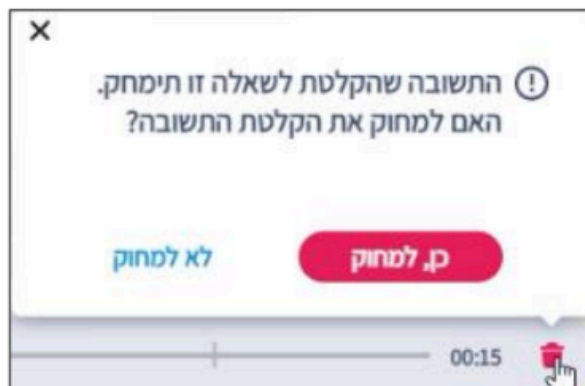 התשובה שהקלטת לשאלה זו תימחק.
האם למחוק את הקלטת התשובה?
כן, למחוק
לא למחוק
00:15